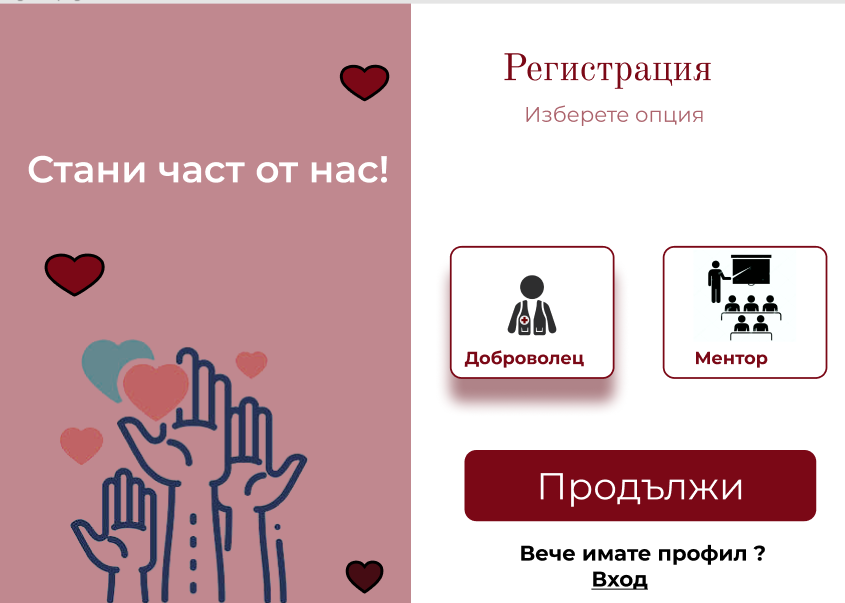 Стани част от нас!
Регистрация
Изберете опция
Доброволец
Ментор
Продължи
Вече имате профил ?
Вход